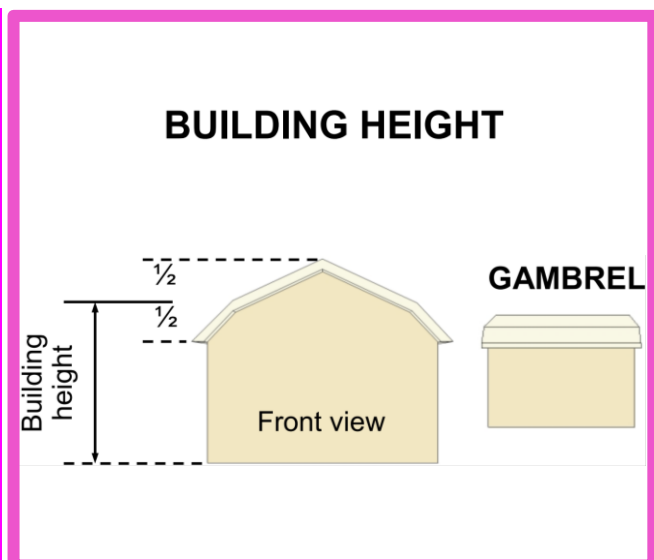 BUILDING HEIGHT
½
GAMBREL
½
Building
height
Front view